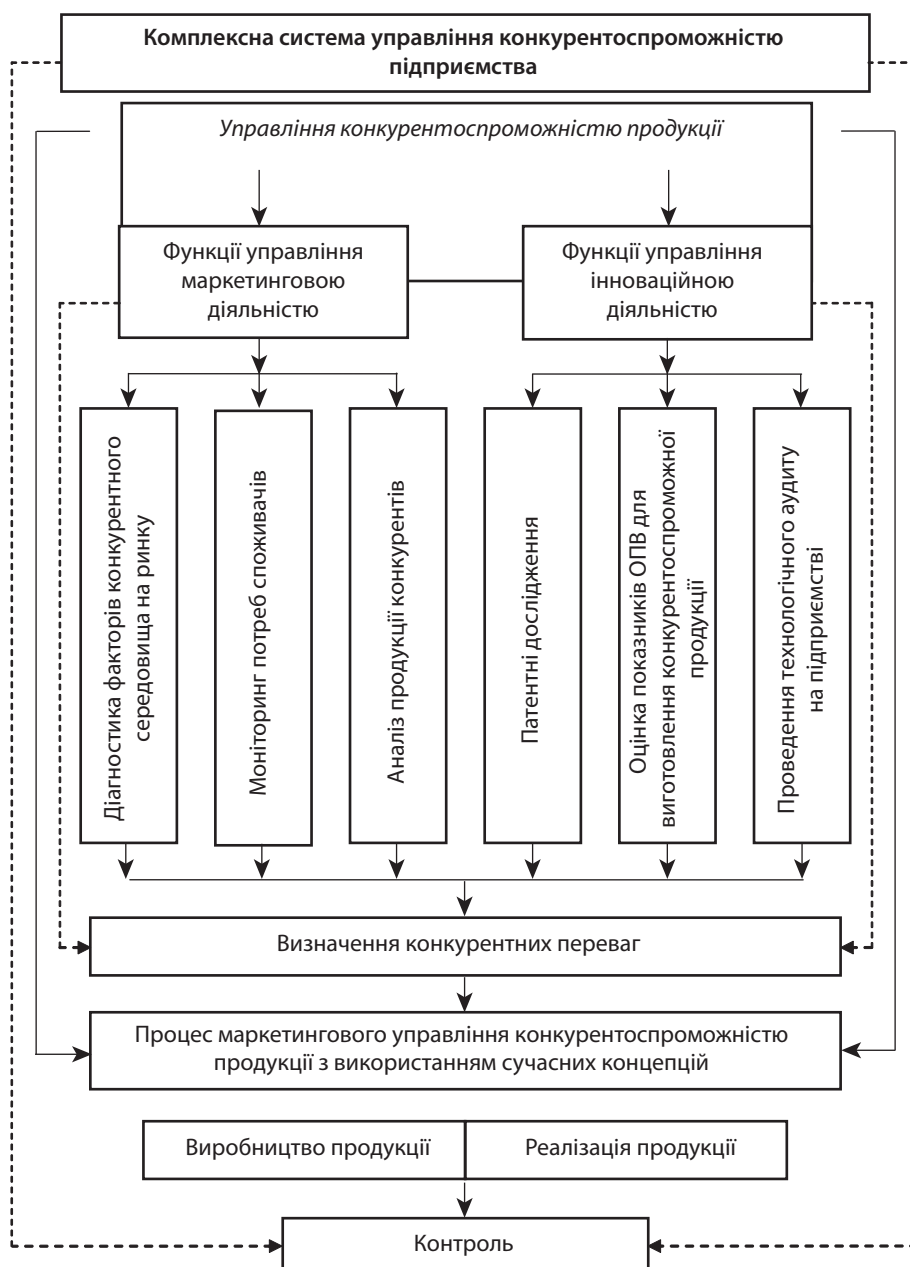 Комплексна система управління конкурентоспроможністю
підприємства
Управління конкурентоспроможністю продукції
Функції управління
маркетинговою
діяльністю
Функції управління
інноваційною
діяльністю
Діагностика факторів конкурентного
середовища на ринку
Моніторинг потреб споживачів
Аналіз продукції конкурентів
Патентні дослідження
Оцінка показників ОПВ для
виготовлення конкурентоспроможної
продукції
Проведення технологічного аудиту
на підприємстві
Визначення конкурентних переваг
Процес маркетингового управління конкурентоспроможністю
продукції з використанням сучасних концепцій
Виробництво продукції
Реалізація продукції
Контроль